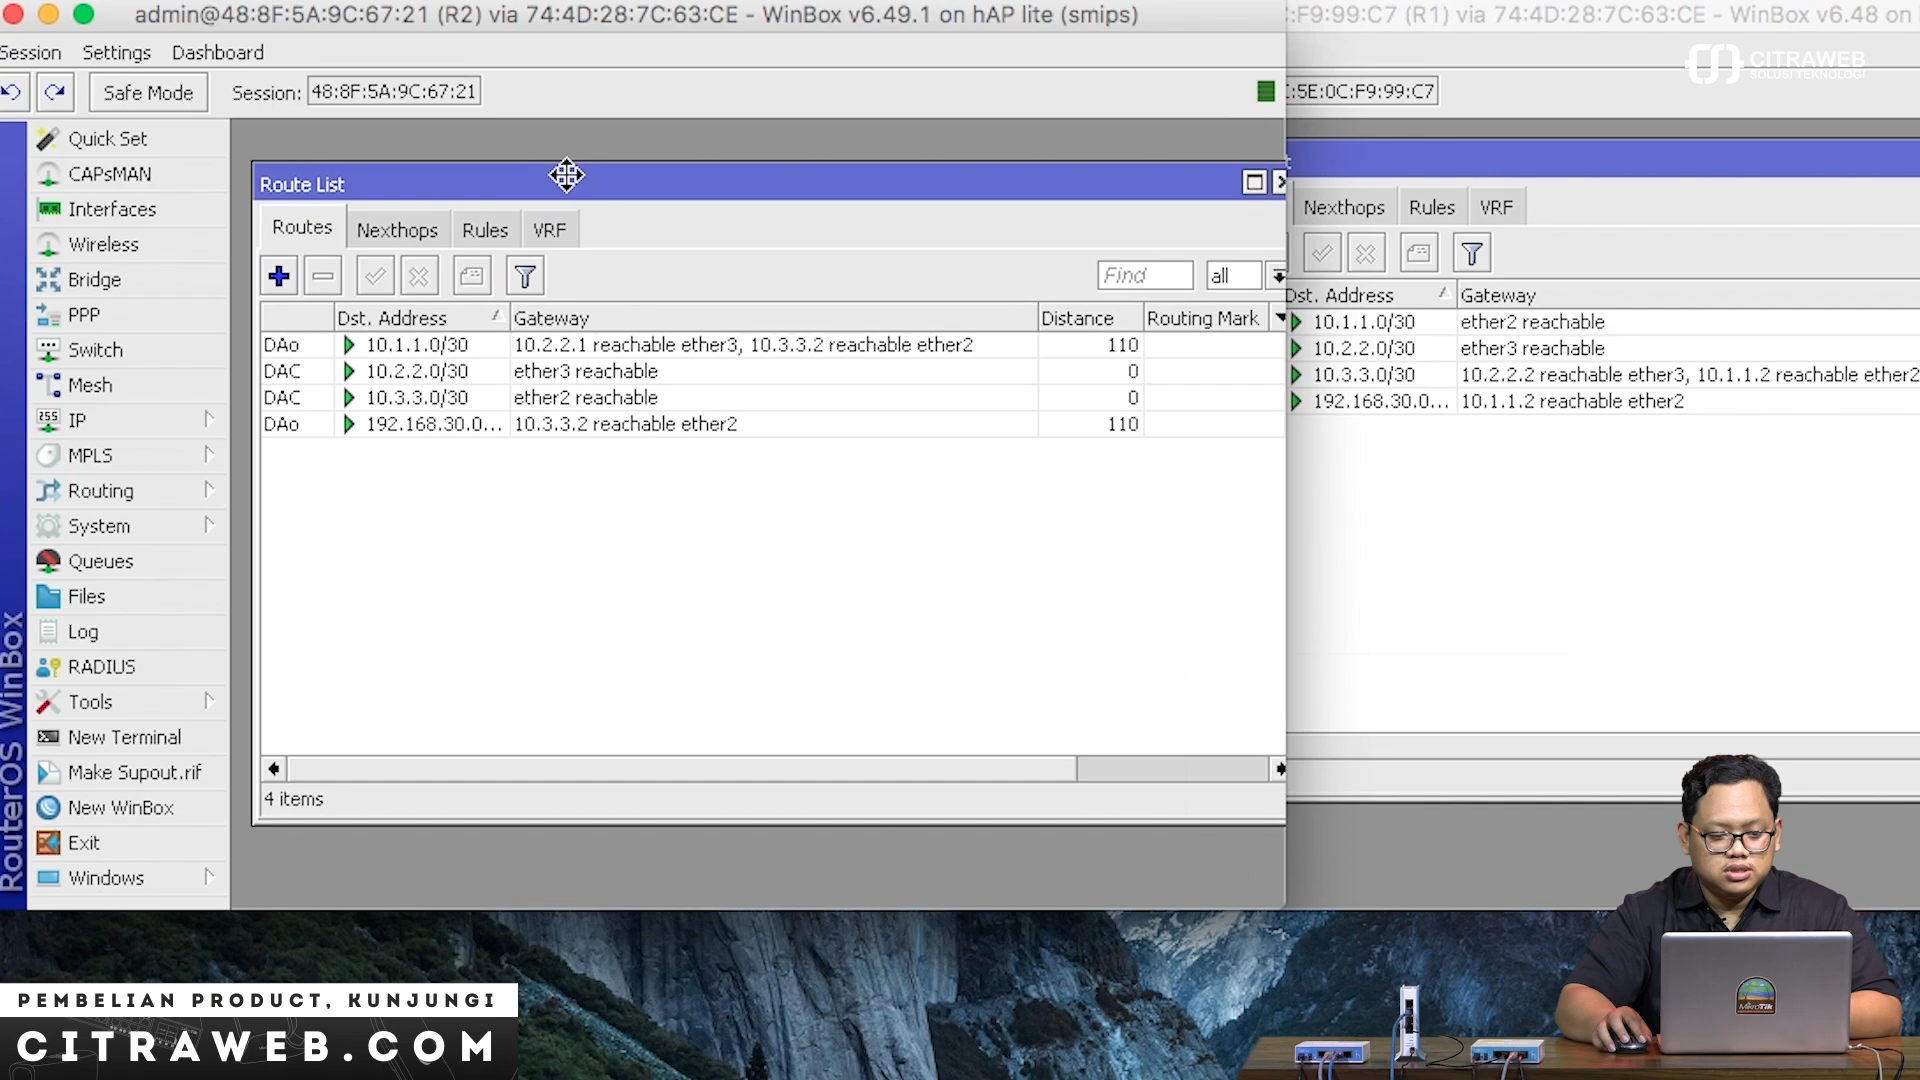 admin@48:8F:5A:9C:67:21 (R2) via 74:4D:28:7C:63:CE - WinBox v6.49.1 on hAP lite (smips)
:F9:99:C7 (R1) via 74:4D:28:7C:63:CE - WinBox v6.48 on
CITRAWEB
SOLUSI TEKNOLOGI
Session Settings Dashboard
Safe Mode Session: 48:8F:5A:9C:67:21
:5E:0C:F9:99:C7
RouterOS WinBox
Quick Set
CAPsMAN
Interfaces
Wireless
Bridge
PPP
Switch
Mesh
IP
MPLS
Routing
System
Queues
Files
Log
RADIUS
Tools
New Terminal
Make Supout.rif
New WinBox
Exit
Windows
Route List
Routes Nexthops Rules VRF
Find all
Dst. Address Gateway Distance Routing Mark
DAo 10.1.1.0/30 10.2.2.1 reachable ether3, 10.3.3.2 reachable ether2 110
DAC 10.2.2.0/30 ether3 reachable 0
DAC 10.3.3.0/30 ether2 reachable 0
DAo 192.168.30.0... 10.3.3.2 reachable ether2 110
4 items
Nexthops Rules VRF
Dst. Address Gateway
10.1.1.0/30 ether2 reachable
10.2.2.0/30 ether3 reachable
10.3.3.0/30 10.2.2.2 reachable ether3, 10.1.1.2 reachable ether2
192.168.30.0... 10.1.1.2 reachable ether2
PEMBELIAN PRODUCT, KUNJUNGI
CITRAWEB.COM
MikroTik